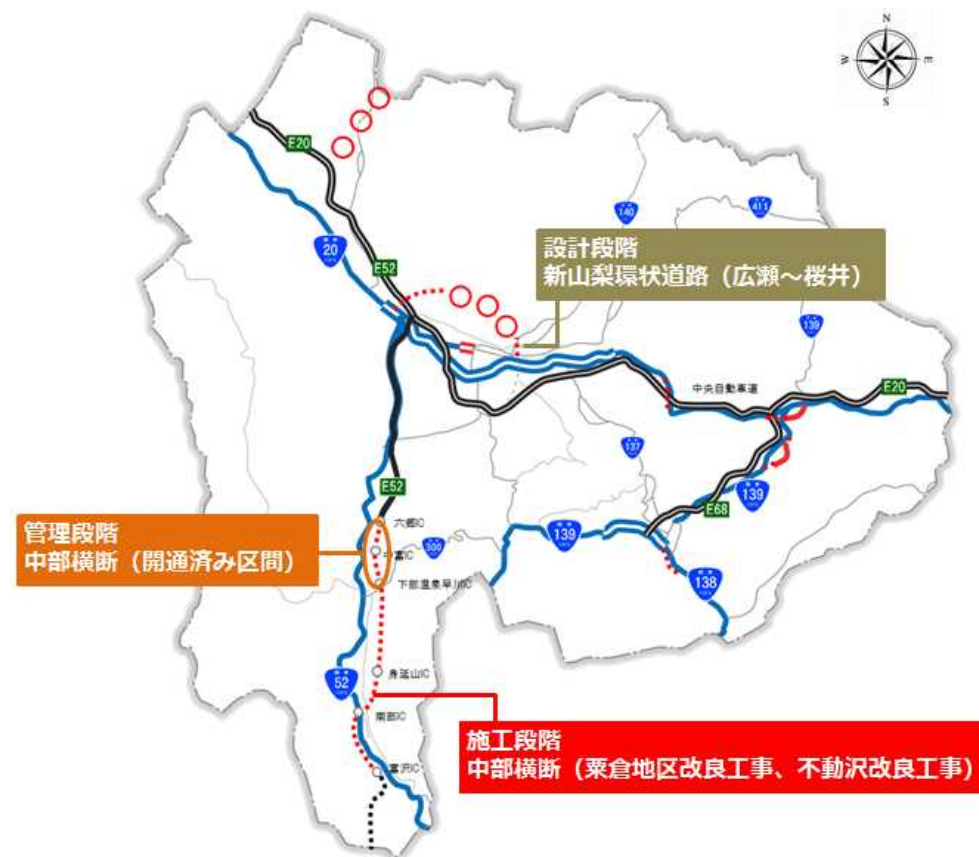 N
W
E
S
E20
20
E52
140
411
設計段階
新山梨環状道路（広瀬～桜井）
139
中央自動車道
E20
137
E52
139
E68
六郷IC
管理段階
中部横断（開通済み区間）
中富IC
300
139
下部温泉早川IC
138
身延山IC
52
南部IC
施工段階
中部横断（粟倉地区改良工事、不動沢改良工事）
富沢IC